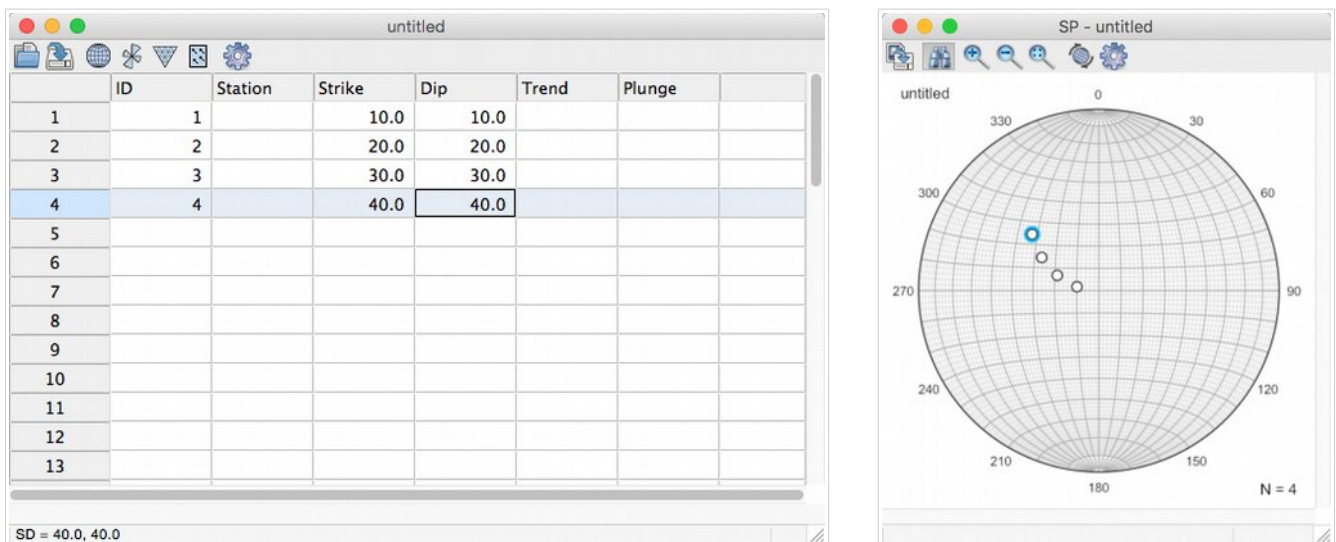 untitled
ID Station Strike Dip Trend Plunge
1 1 10.0 10.0
2 2 20.0 20.0
3 3 30.0 30.0
4 4 40.0 40.0
5
6
7
8
9
10
11
12
13
SD = 40.0, 40.0
SP - untitled
untitled
0
330 30
300 60
270 90
240 120
210 150
180
N = 4